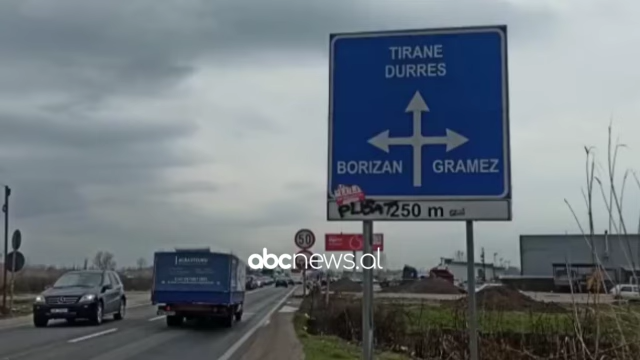 TIRANE
DURRES
BORIZAN GRAMEZ
250 m
50
abcnews.al